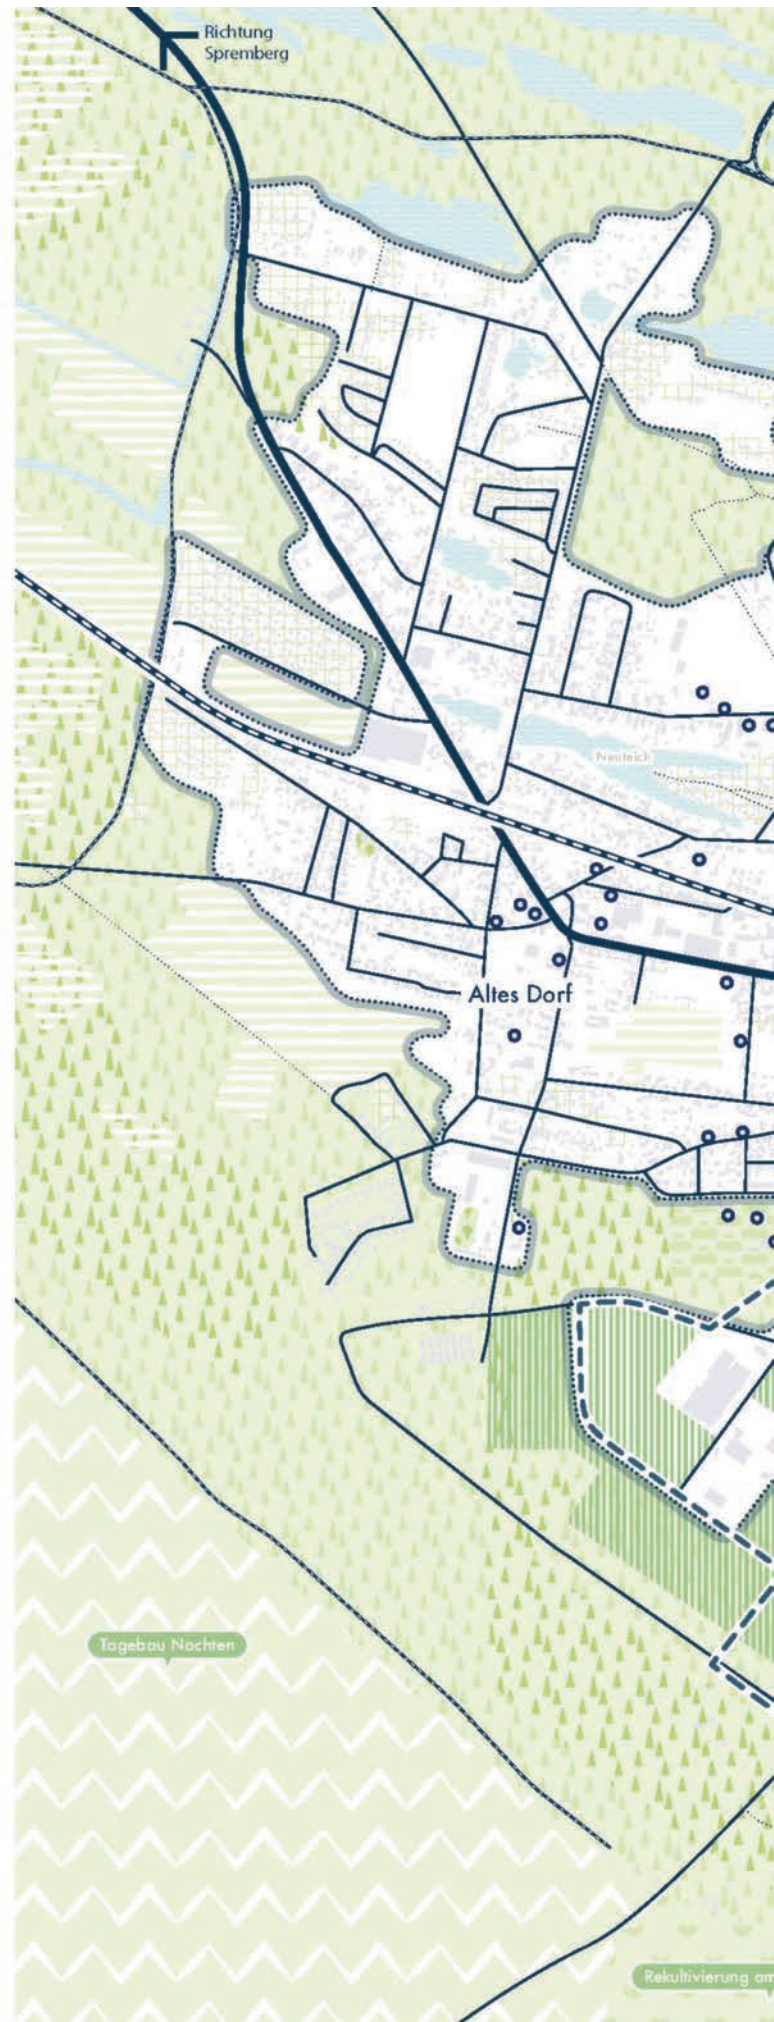 Richtung
Spremberg
Neuteich
Altes Dorf
Tagebau Nochten
Rekultivierung am